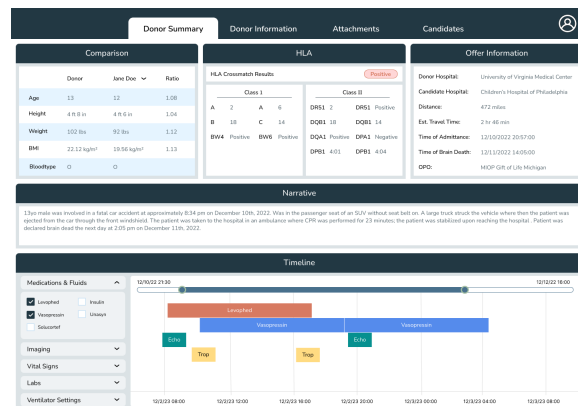 Donor Summary Donor Information Attachments Candidates
Comparison
Donor Jane Doe Ratio
Age 13 12 1.08
Height 4 ft 8 in 4 ft 6 in 1.04
Weight 102 lbs 92 lbs 1.12
BMI 22.12 kg/m² 19.56 kg/m² 1.13
Bloodtype O O
HLA
HLA Crossmatch Results Positive
Class I Class II
A 2 A 6 DR51 2 DR51 Positive
B 18 C 14 DQB1 18 DQB1 14
BW4 Positive BW6 Positive DQA1 Positive DPA1 Negative
DPB1 4:01 DPB1 4:04
Offer Information
Donor Hospital: University of Virginia Medical Center
Candidate Hospital: Children's Hospital of Philadelphia
Distance: 472 miles
Est. Travel Time: 2 hr 46 min
Time of Admittance: 12/10/2022 20:57:00
Time of Brain Death: 12/11/2022 14:05:00
OPO: MIOP Gift of Life Michigan
Narrative
13yo male was involved in a fatal car accident at approximately 8:34 pm on December 10th, 2022. Was in the passenger seat of an SUV without seat belt on. A large truck struck the vehicle where then the patient was
ejected from the car through the front windshield. The patient was taken to the hospital in an ambulance where CPR was performed for 23 minutes; the patient was stabilized upon reaching the hospital. Patient was
declared brain dead the next day at 2:05 pm on December 11th, 2022.
Timeline
Medications & Fluids
Levophed Insulin
Vasopressin Unasyn
Solucortef
Imaging
Vital Signs
Labs
Ventilator Settings
12/10/22 21:30 12/12/22 16:00
Levophed
Vasopressin Vasopressin
Echo Echo
Trop Trop
12/2/23 08:00 12/2/23 12:00 12/2/23 16:00 12/2/23 20:00 12/3/23 00:00 12/3/23 04:00 12/3/23 08:00